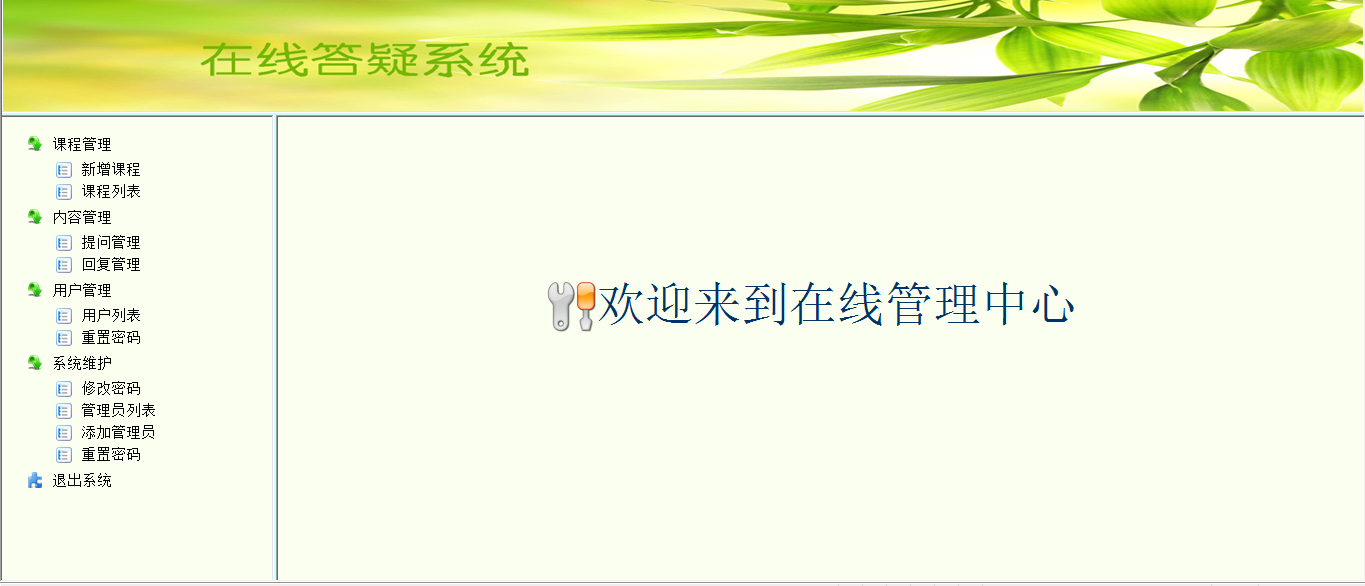 在线答疑系统
课程管理
新增课程
课程列表
内容管理
提问管理
回复管理
用户管理
用户列表
重置密码
系统维护
修改密码
管理员列表
添加管理员
重置密码
退出系统
欢迎来到在线管理中心